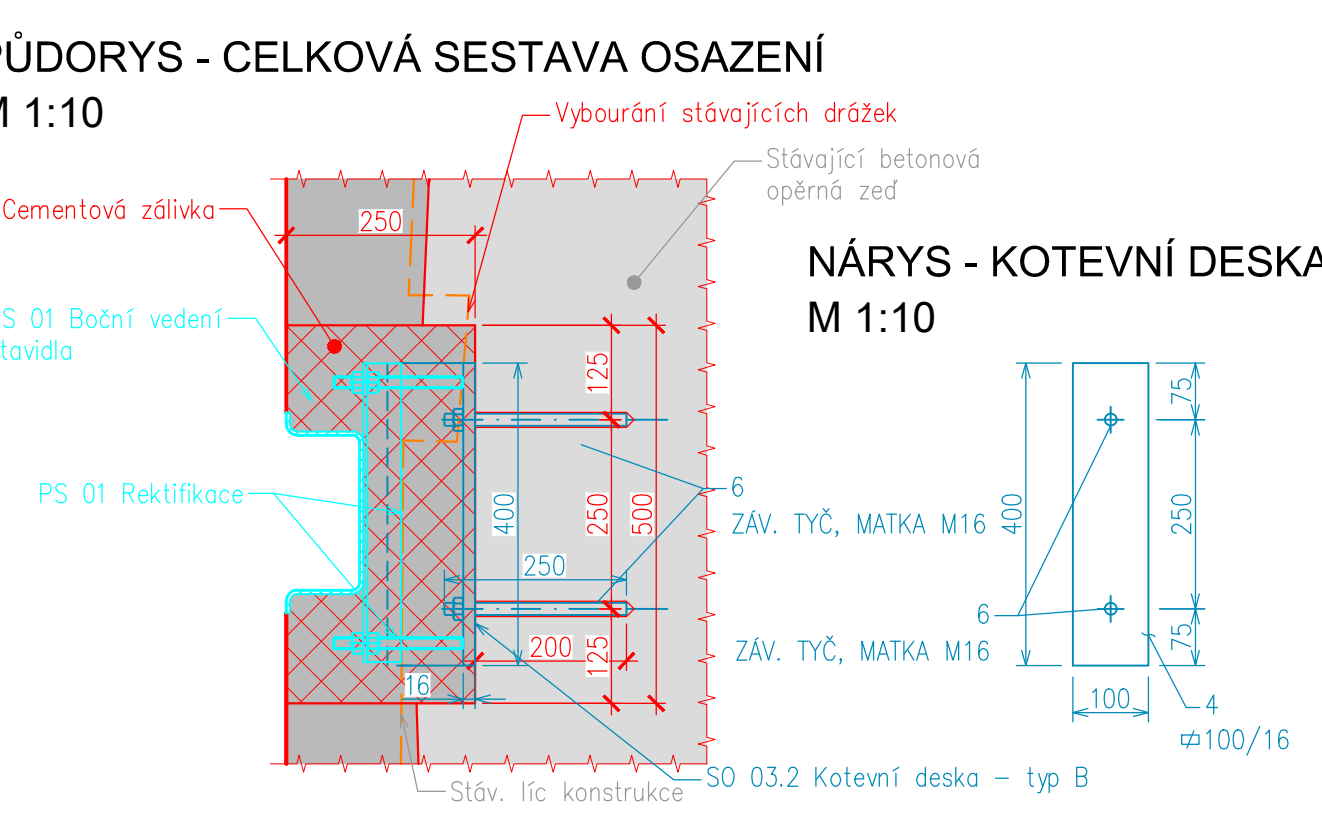 PŮDORYS - CELKOVÁ SESTAVA OSAZENÍ
M 1:10
Vybourání stávajících drážek
Stávající betonová
opěrná zeď
Cementová zálivka
250
NÁRYS - KOTEVNÍ DESKA
M 1:10
S 01 Boční vedení
tavidla
125
75
PS 01 Rektifikace
6
400
250
500
ZÁV. TYČ, MATKA M16
400
250
250
6
200
125
ZÁV. TYČ, MATKA M16
75
16
100
4
100/16
SO 03.2 Kotevní deska – typ B
Stáv. líc konstrukce